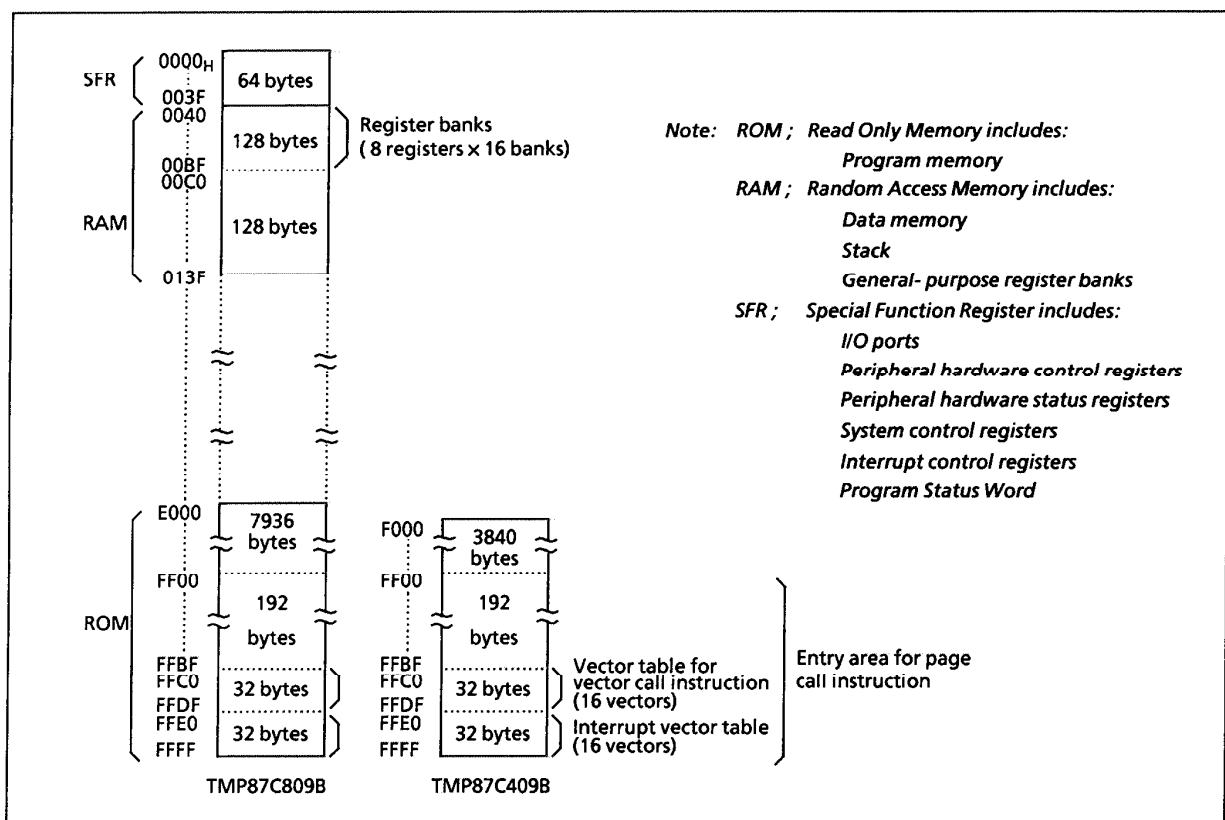 SFR
0000H
003F
64 bytes
RAM
0040
00BF
00C0
013F
128 bytes
128 bytes
Register banks
( 8 registers × 16 banks)
Note: ROM ; Read Only Memory includes:
Program memory
RAM ; Random Access Memory includes:
Data memory
Stack
General- purpose register banks
SFR ; Special Function Register includes:
I/O ports
Peripheral hardware control registers
Peripheral hardware status registers
System control registers
Interrupt control registers
Program Status Word
ROM
E000
FF00
FFBF
FFC0
FFDF
FFE0
FFFF
7936
bytes
192
bytes
32 bytes
32 bytes
TMP87C809B
F000
FF00
FFBF
FFC0
FFDF
FFE0
FFFF
3840
bytes
192
bytes
32 bytes
32 bytes
TMP87C409B
Vector table for
vector call instruction
(16 vectors)
Interrupt vector table
(16 vectors)
Entry area for page
call instruction